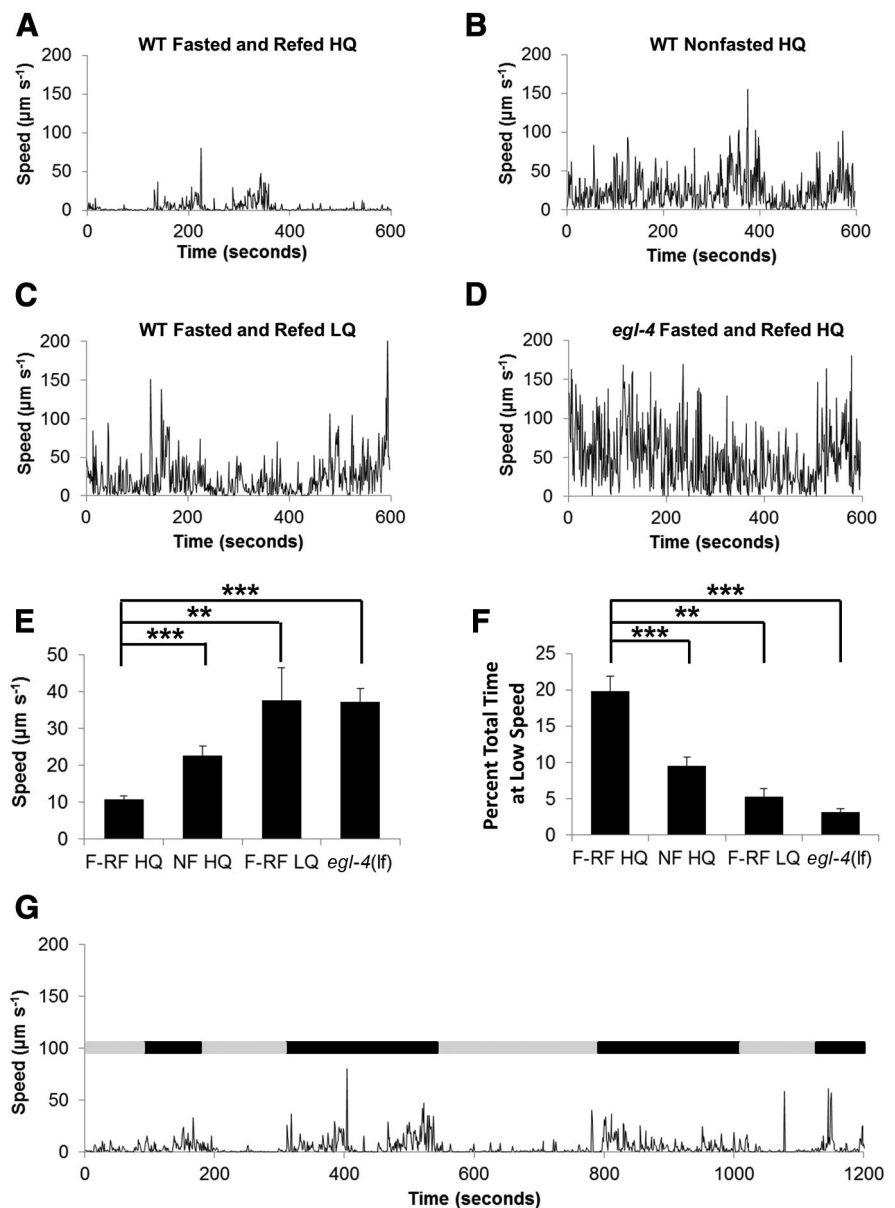 A
WT Fasted and Refed HQ
Speed (µm s⁻¹)
200
150
100
50
0
0 200 400 600
Time (seconds)
B
WT Nonfasted HQ
Speed (µm s⁻¹)
200
150
100
50
0
0 200 400 600
Time (seconds)
C
WT Fasted and Refed LQ
Speed (µm s⁻¹)
200
150
100
50
0
0 200 400 600
Time (seconds)
D
egl-4 Fasted and Refed HQ
Speed (µm s⁻¹)
200
150
100
50
0
0 200 400 600
Time (seconds)
E
***
**
***
Speed (µm s⁻¹)
50
40
30
20
10
0
F-RF HQ NF HQ F-RF LQ egl-4(lf)
F
***
**
***
Percent Total Time
at Low Speed
25
20
15
10
5
0
F-RF HQ NF HQ F-RF LQ egl-4(lf)
G
Speed (µm s⁻¹)
200
150
100
50
0
0 200 400 600 800 1000 1200
Time (seconds)